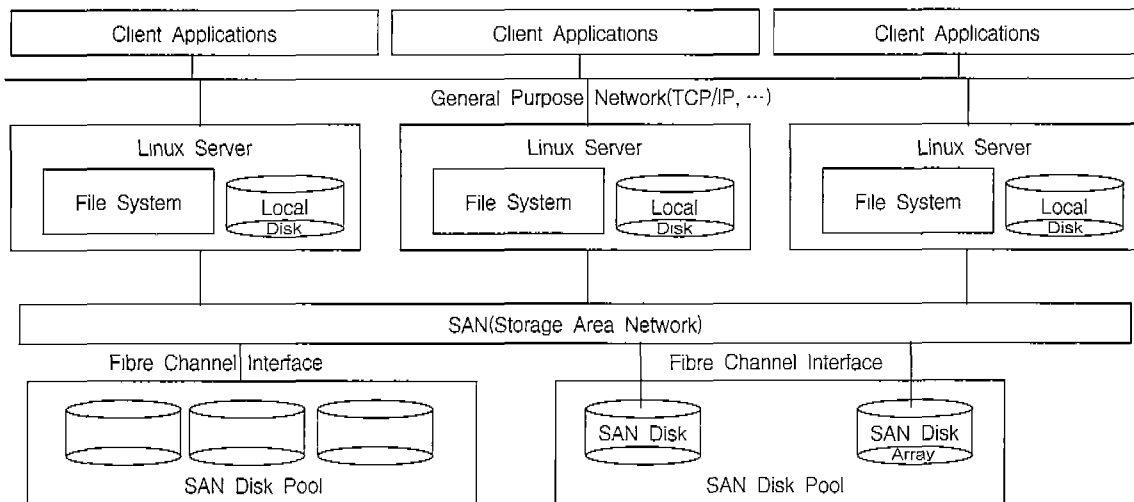 Client Applications Client Applications Client Applications
General Purpose Network(TCP/IP, ···)
Linux Server Linux Server Linux Server
File System Local Disk File System Local Disk File System Local Disk
SAN(Storage Area Network)
Fibre Channel Interface Fibre Channel Interface
SAN Disk SAN Disk Array
SAN Disk Pool SAN Disk Pool